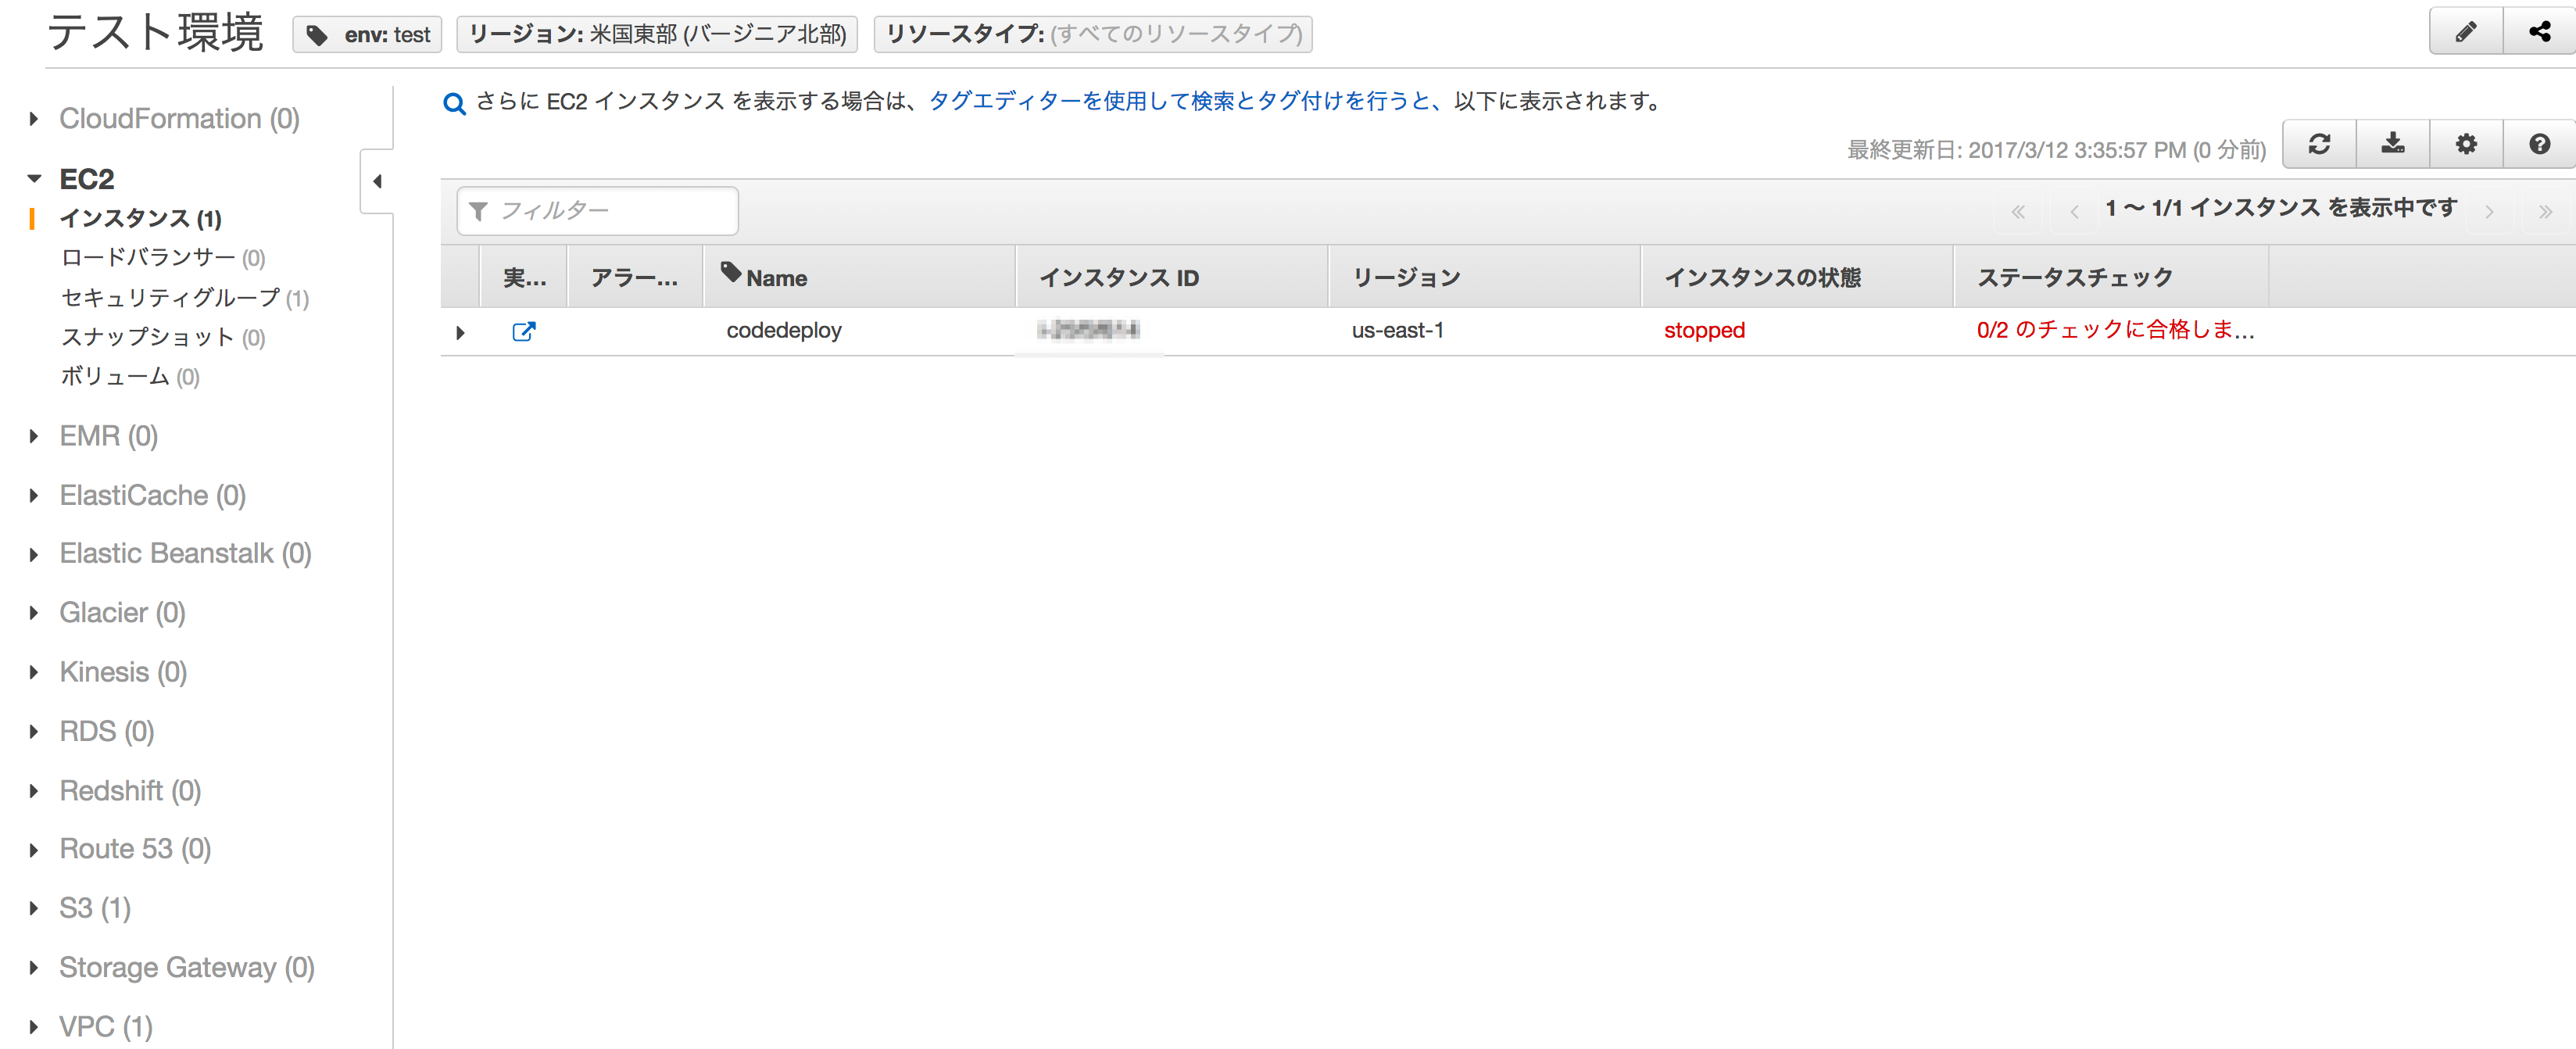 テスト環境 env: test リージョン: 米国東部 (バージニア北部) リソースタイプ: (すべてのリソースタイプ)
CloudFormation (0)
EC2
インスタンス (1)
ロードバランサー (0)
セキュリティグループ (1)
スナップショット (0)
ボリューム (0)
EMR (0)
ElastiCache (0)
Elastic Beanstalk (0)
Glacier (0)
Kinesis (0)
RDS (0)
Redshift (0)
Route 53 (0)
S3 (1)
Storage Gateway (0)
VPC (1)
さらに EC2 インスタンス を表示する場合は、タグエディターを使用して検索とタグ付けを行うと、以下に表示されます。
最終更新日: 2017/3/12 3:35:57 PM (0 分前)
フィルター
1 〜 1/1 インスタンス を表示中です
実... アラー... Name インスタンス ID リージョン インスタンスの状態 ステータスチェック
codedeploy us-east-1 stopped 0/2 のチェックに合格しま...